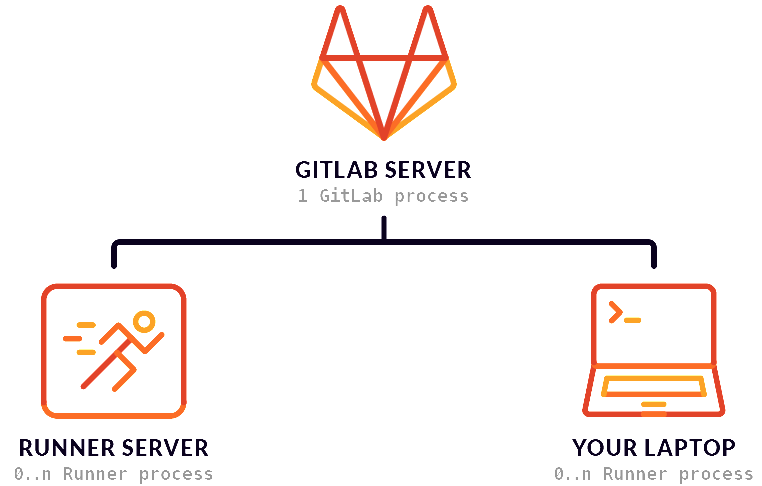 GITLAB SERVER
1 GitLab process
RUNNER SERVER
0..n Runner process
YOUR LAPTOP
0..n Runner process